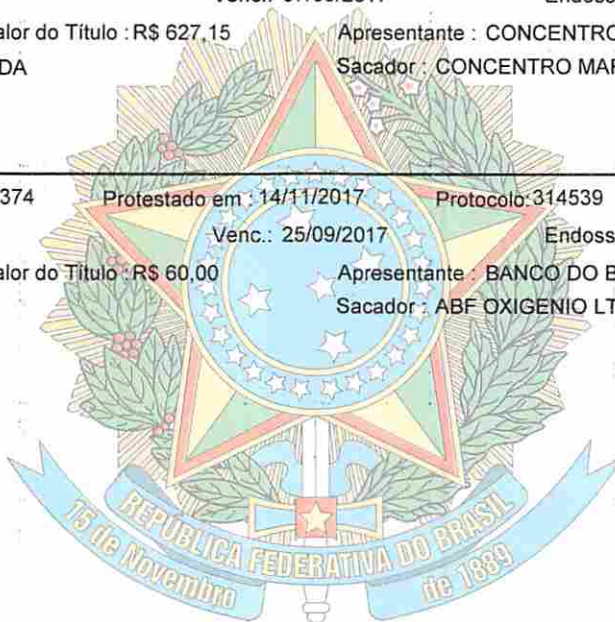 alor do Título : R$ 627,15 Apresentante : CONCENTRO
DA Sacador : CONCENTRO MAR
374 Protestado em : 14/11/2017 Protocolo: 314539
Venc.: 25/09/2017 Endoss
alor do Título : R$ 60,00 Apresentante : BANCO DO B
Sacador : ABF OXIGENIO LT
REPÚBLICA FEDERATIVA DO BRASIL
15 de Novembro de 1889